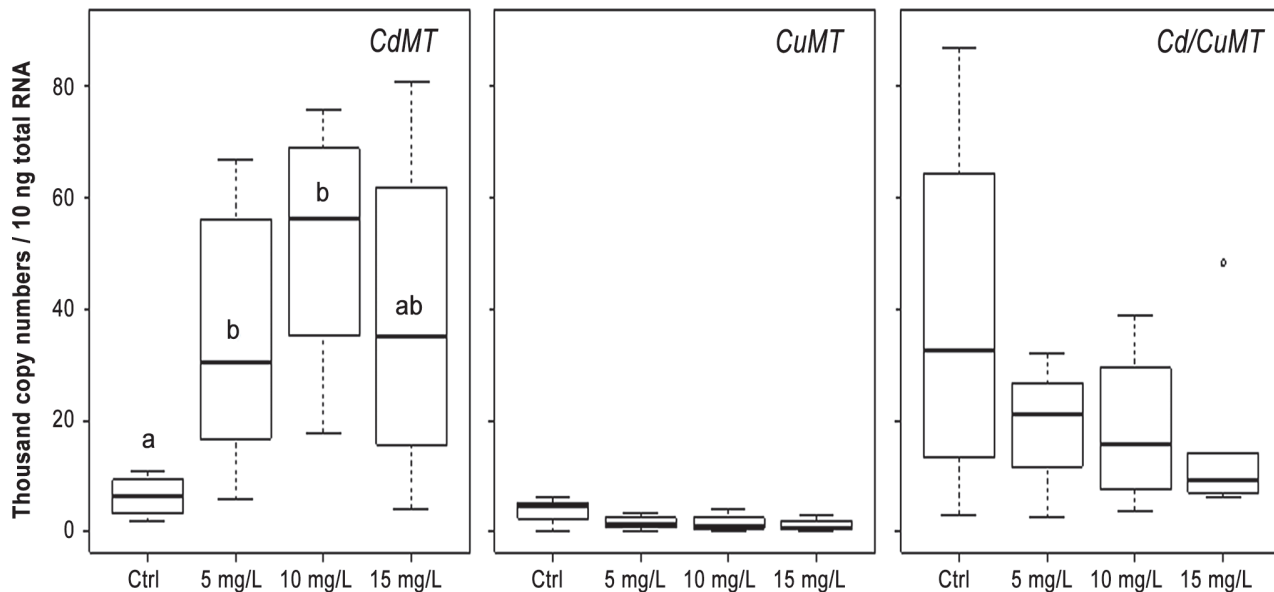 Thousand copy numbers / 10 ng total RNA
80
60
40
20
0
CdMT
a
b
b
ab
Ctrl 5 mg/L 10 mg/L 15 mg/L
CuMT
Ctrl 5 mg/L 10 mg/L 15 mg/L
Cd/CuMT
Ctrl 5 mg/L 10 mg/L 15 mg/L